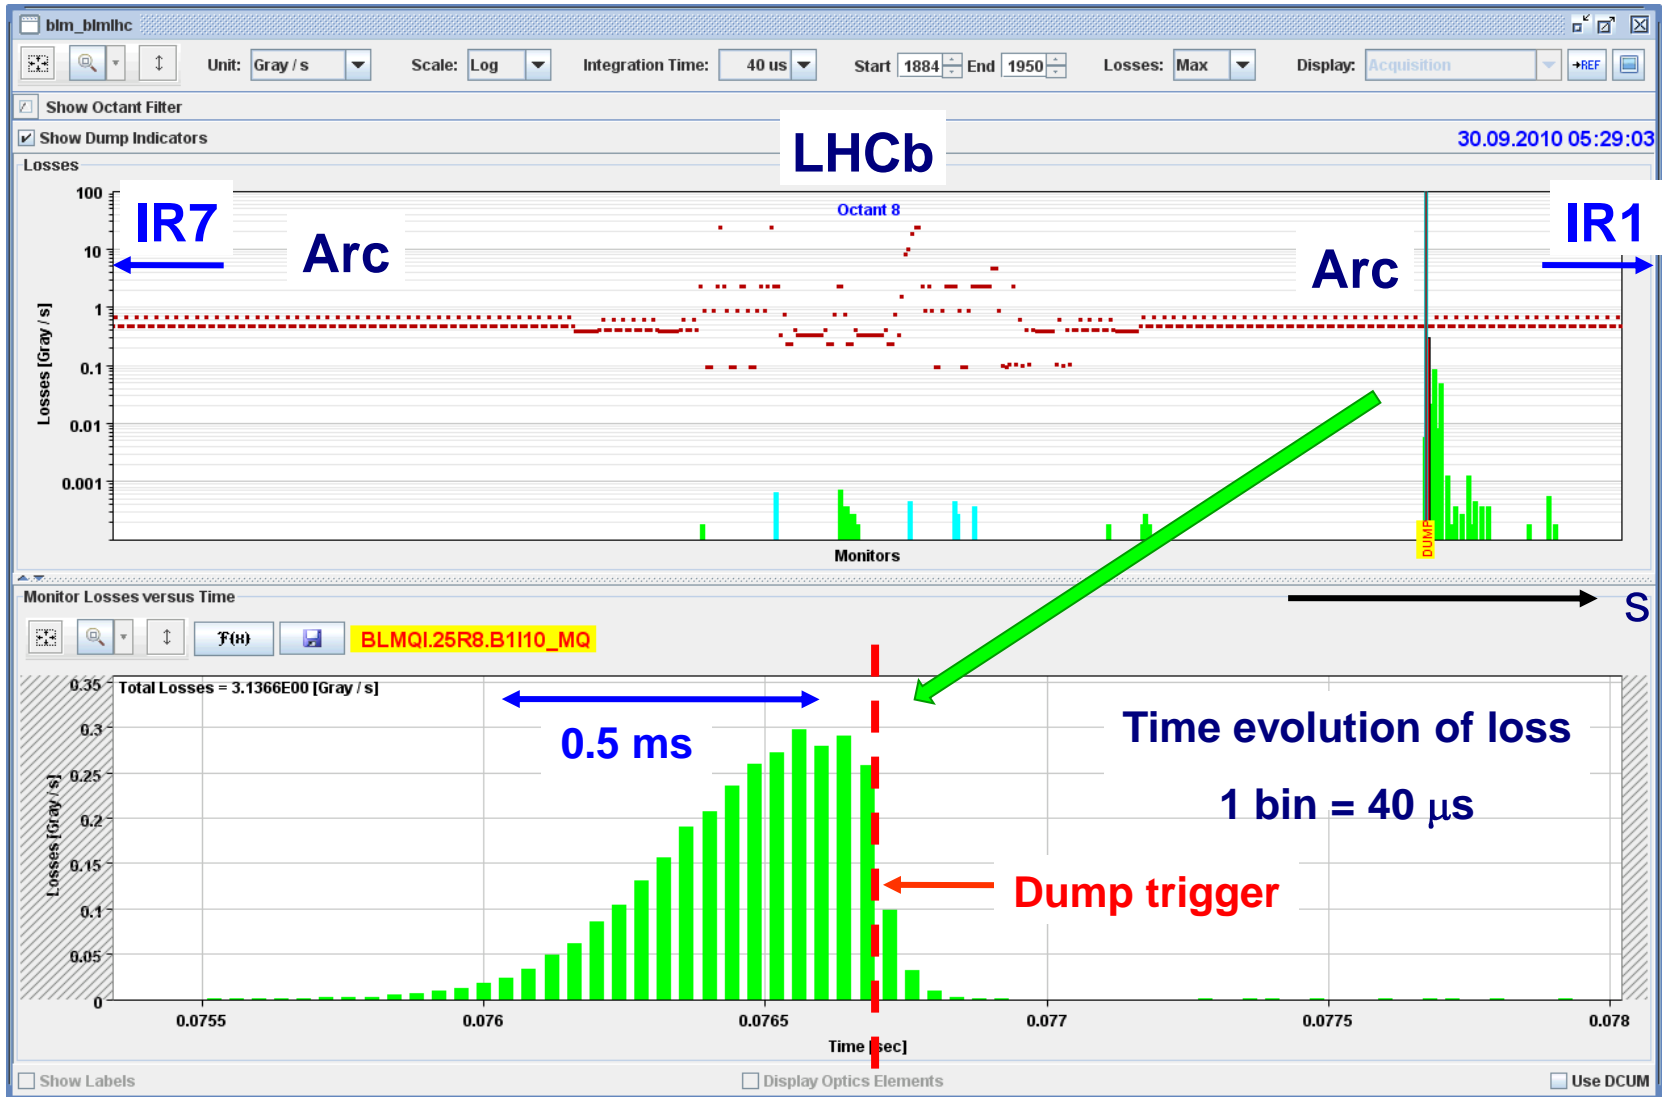 blm_blmlhc
Unit: Gray / s Scale: Log Integration Time: 40 us Start 1884 End 1950 Losses: Max Display: Acquisition →REF
Show Octant Filter
Show Dump Indicators 30.09.2010 05:29:03
LHCb
Losses
100
10
1
0.1
0.01
0.001
Losses [Gray / s]
IR7
Arc
Octant 8
Arc
IR1
DUMP
Monitors
Monitor Losses versus Time
S
F(x)
BLMQI.25R8.B1I10_MQ
Total Losses = 3.1366E00 [Gray / s]
0.35
0.3
0.25
0.2
0.15
0.1
0.05
0
Losses [Gray / s]
0.5 ms
Time evolution of loss
1 bin = 40 μs
Dump trigger
0.0755 0.076 0.0765 0.077 0.0775 0.078
Time [sec]
Show Labels Display Optics Elements Use DCUM